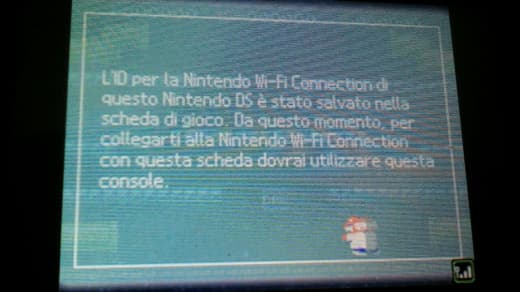 L'ID per la Nintendo Wi-Fi Connection di
questo Nintendo DS è stato salvato nella
scheda di gioco. Da questo momento, per
collegarti alla Nintendo Wi-Fi Connection
con questa scheda dovrai utilizzare questa
console.